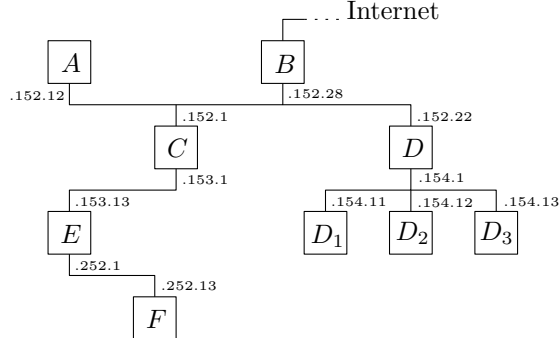 Internet
A
B
.152.12
.152.28
.152.1
.152.22
C
D
.153.1
.154.1
.153.13
.154.11
.154.12
.154.13
E
D1
D2
D3
.252.1
.252.13
F